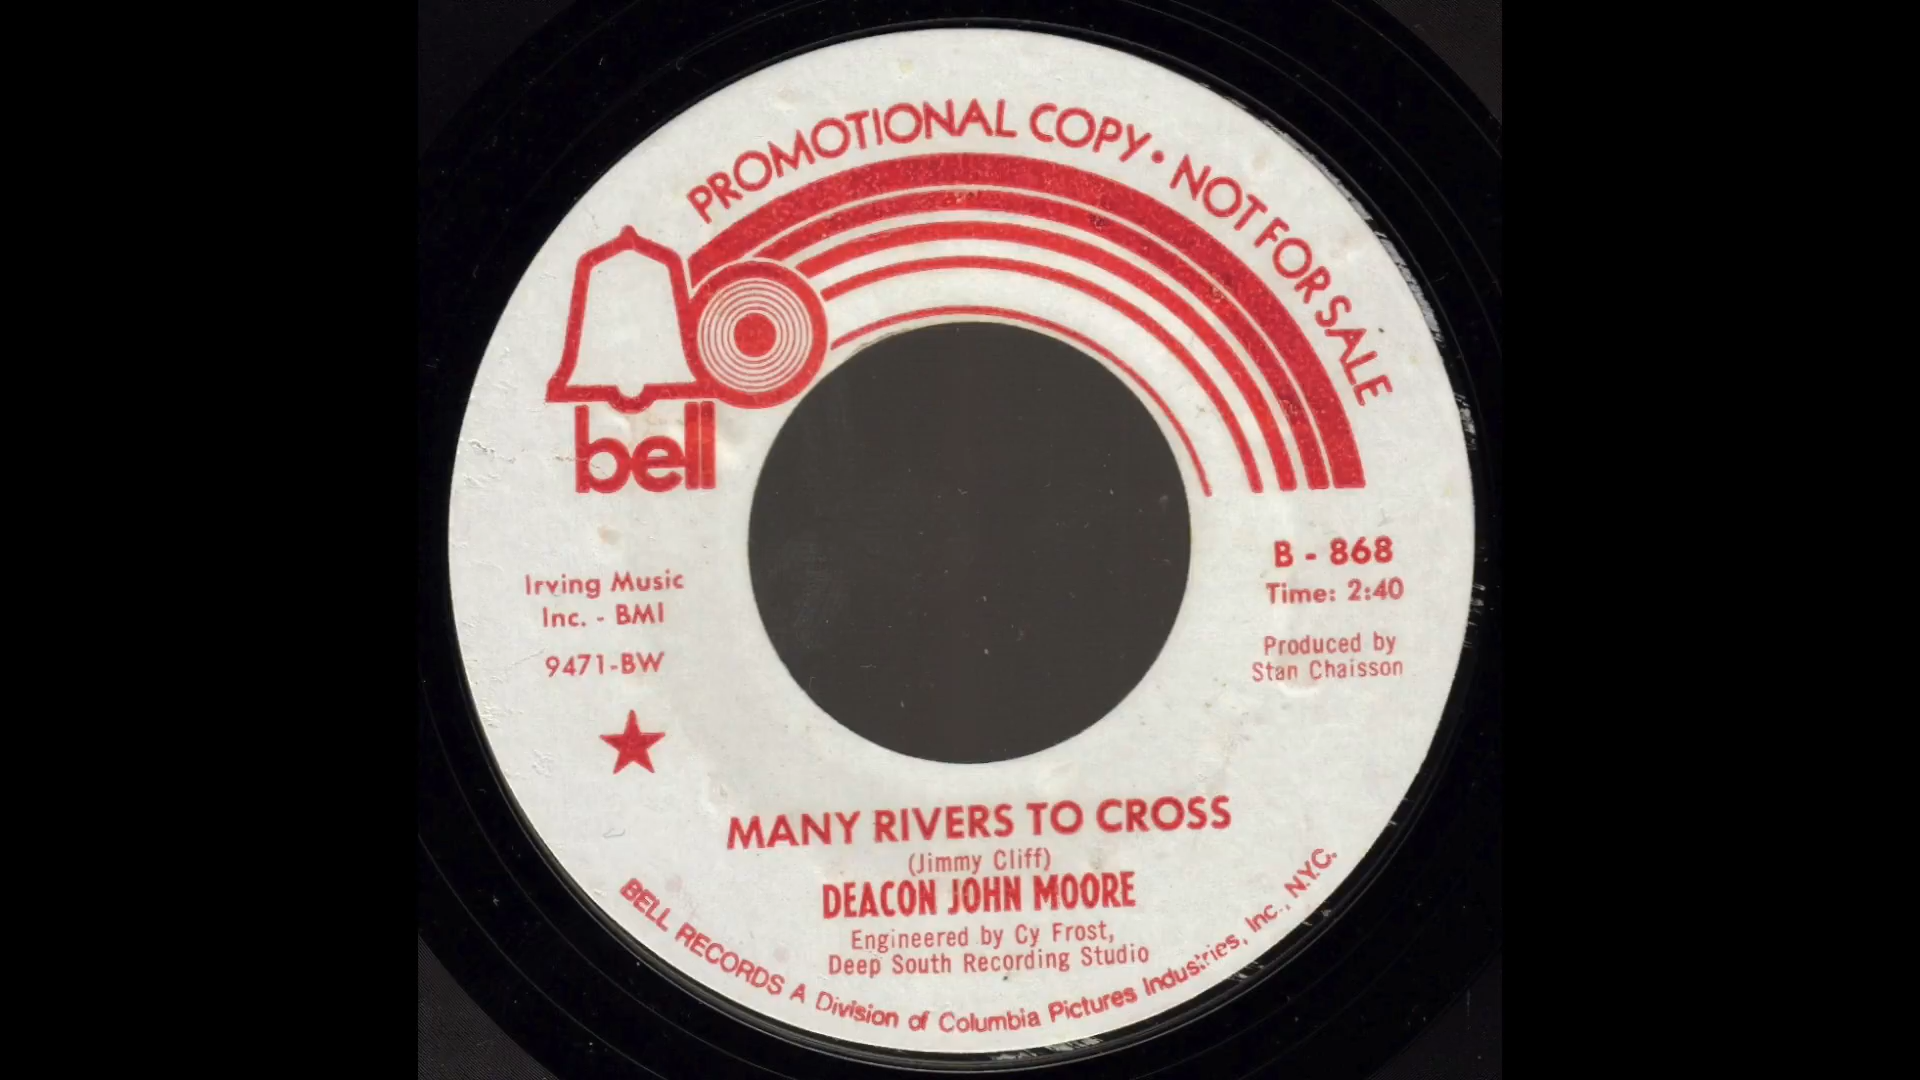 PROMOTIONAL COPY • NOT FOR SALE
bell
B - 868
Time: 2:40
Produced by
Stan Chaisson
Irving Music
Inc. - BMI
9471-BW
MANY RIVERS TO CROSS
(Jimmy Cliff)
DEACON JOHN MOORE
Engineered by Cy Frost,
Deep South Recording Studio
BELL RECORDS A Division of Columbia Pictures Industries, Inc., N.Y.C.